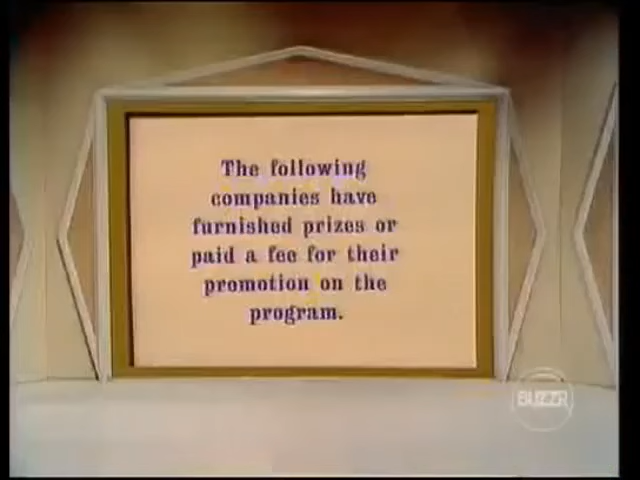 The following
companies have
furnished prizes or
paid a fee for their
promotion on the
program.
BUZZR